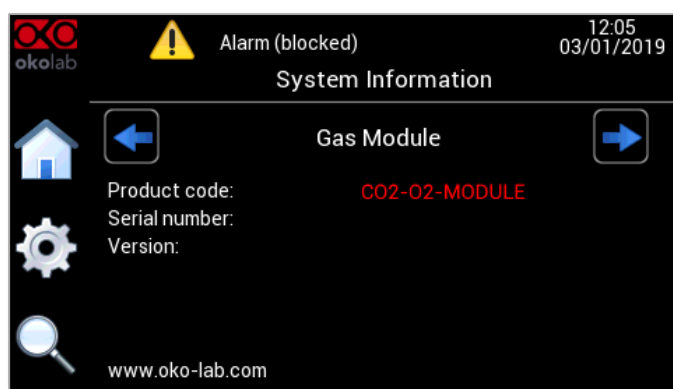 okolab
Alarm (blocked)
12:05
03/01/2019
System Information
Gas Module
Product code: CO2-O2-MODULE
Serial number:
Version:
www.oko-lab.com